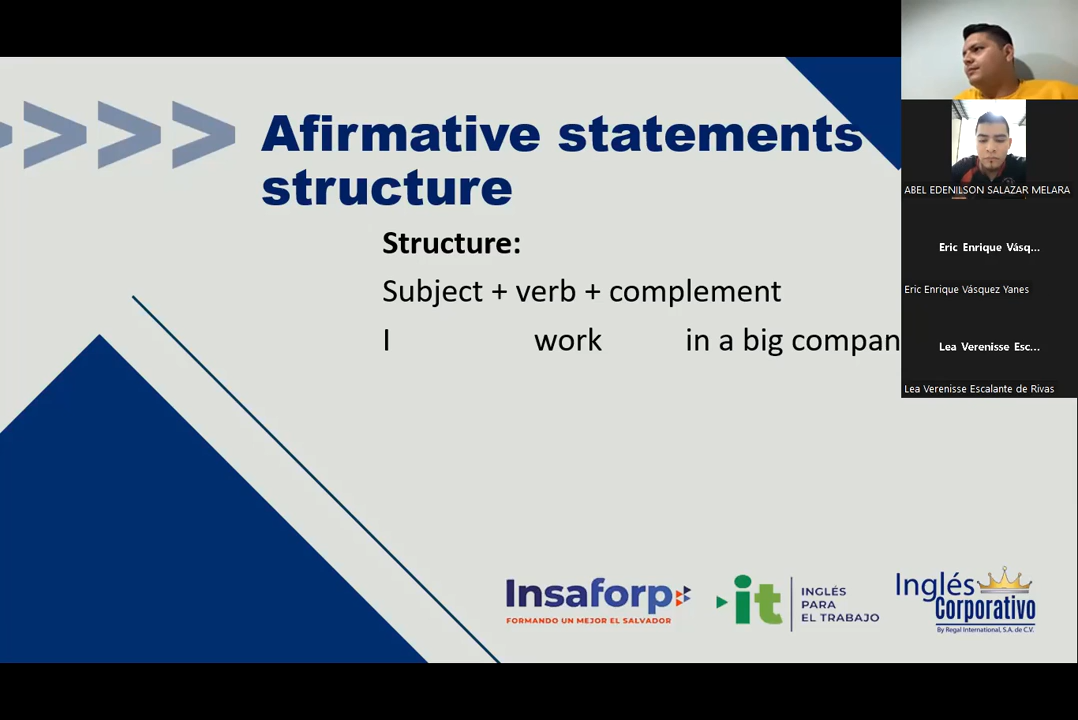 Afirmative statements
structure
Structure:
Subject + verb + complement
I work in a big compan
ABEL EDENILSON SALAZAR MELARA
Eric Enrique Vásq...
Eric Enrique Vásquez Yanes
Lea Verenisse Esc...
Lea Verenisse Escalante de Rivas
Insaforp
FORMANDO UN MEJOR EL SALVADOR
it
INGLÉS
PARA
EL TRABAJO
Inglés
Corporativo
By Regal International, S.A. de C.V.